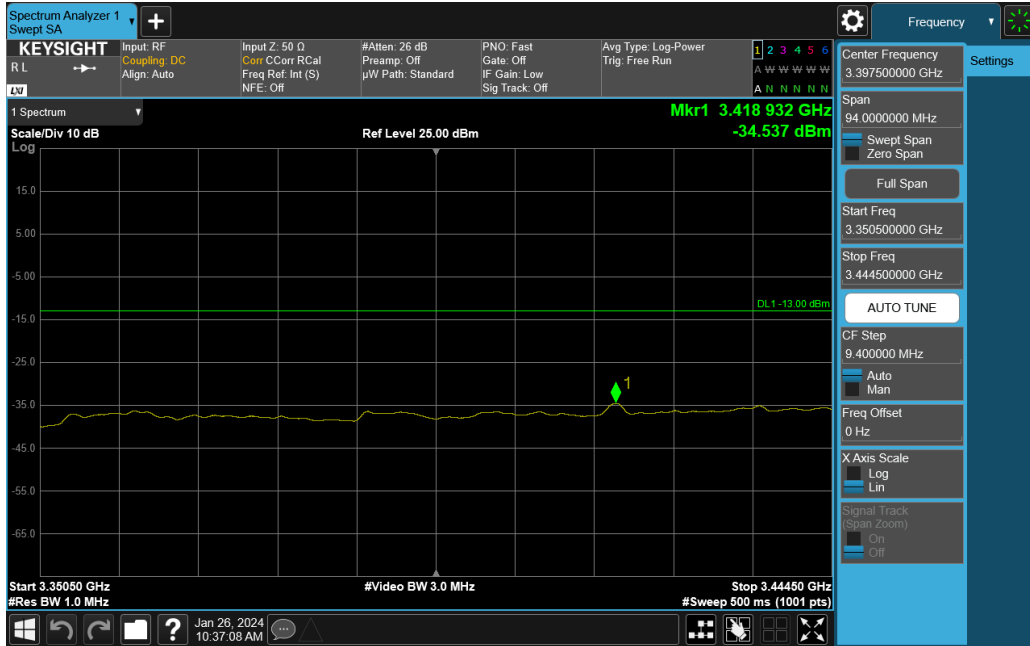 Spectrum Analyzer 1
Swept SA
Frequency
KEYSIGHT
R L
LXI
Input: RF
Coupling: DC
Align: Auto
Input Z: 50 Ω
Corr CCorr RCal
Freq Ref: Int (S)
NFE: Off
#Atten: 26 dB
Preamp: Off
µW Path: Standard
PNO: Fast
Gate: Off
IF Gain: Low
Sig Track: Off
Avg Type: Log-Power
Trig: Free Run
1 2 3 4 5 6
A W W W W W
A N N N N N
1 Spectrum
Mkr1 3.418 932 GHz
-34.537 dBm
Scale/Div 10 dB
Ref Level 25.00 dBm
Log
15.0
5.00
-5.00
-15.0
-25.0
-35.0
-45.0
-55.0
-65.0
DL1 -13.00 dBm
1
Start 3.35050 GHz
#Video BW 3.0 MHz
Stop 3.44450 GHz
#Res BW 1.0 MHz
#Sweep 500 ms (1001 pts)
?
Jan 26, 2024
10:37:08 AM
Center Frequency
3.397500000 GHz
Settings
Span
94.0000000 MHz
Swept Span
Zero Span
Full Span
Start Freq
3.350500000 GHz
Stop Freq
3.444500000 GHz
AUTO TUNE
CF Step
9.400000 MHz
Auto
Man
Freq Offset
0 Hz
X Axis Scale
Log
Lin
Signal Track
(Span Zoom)
On
Off